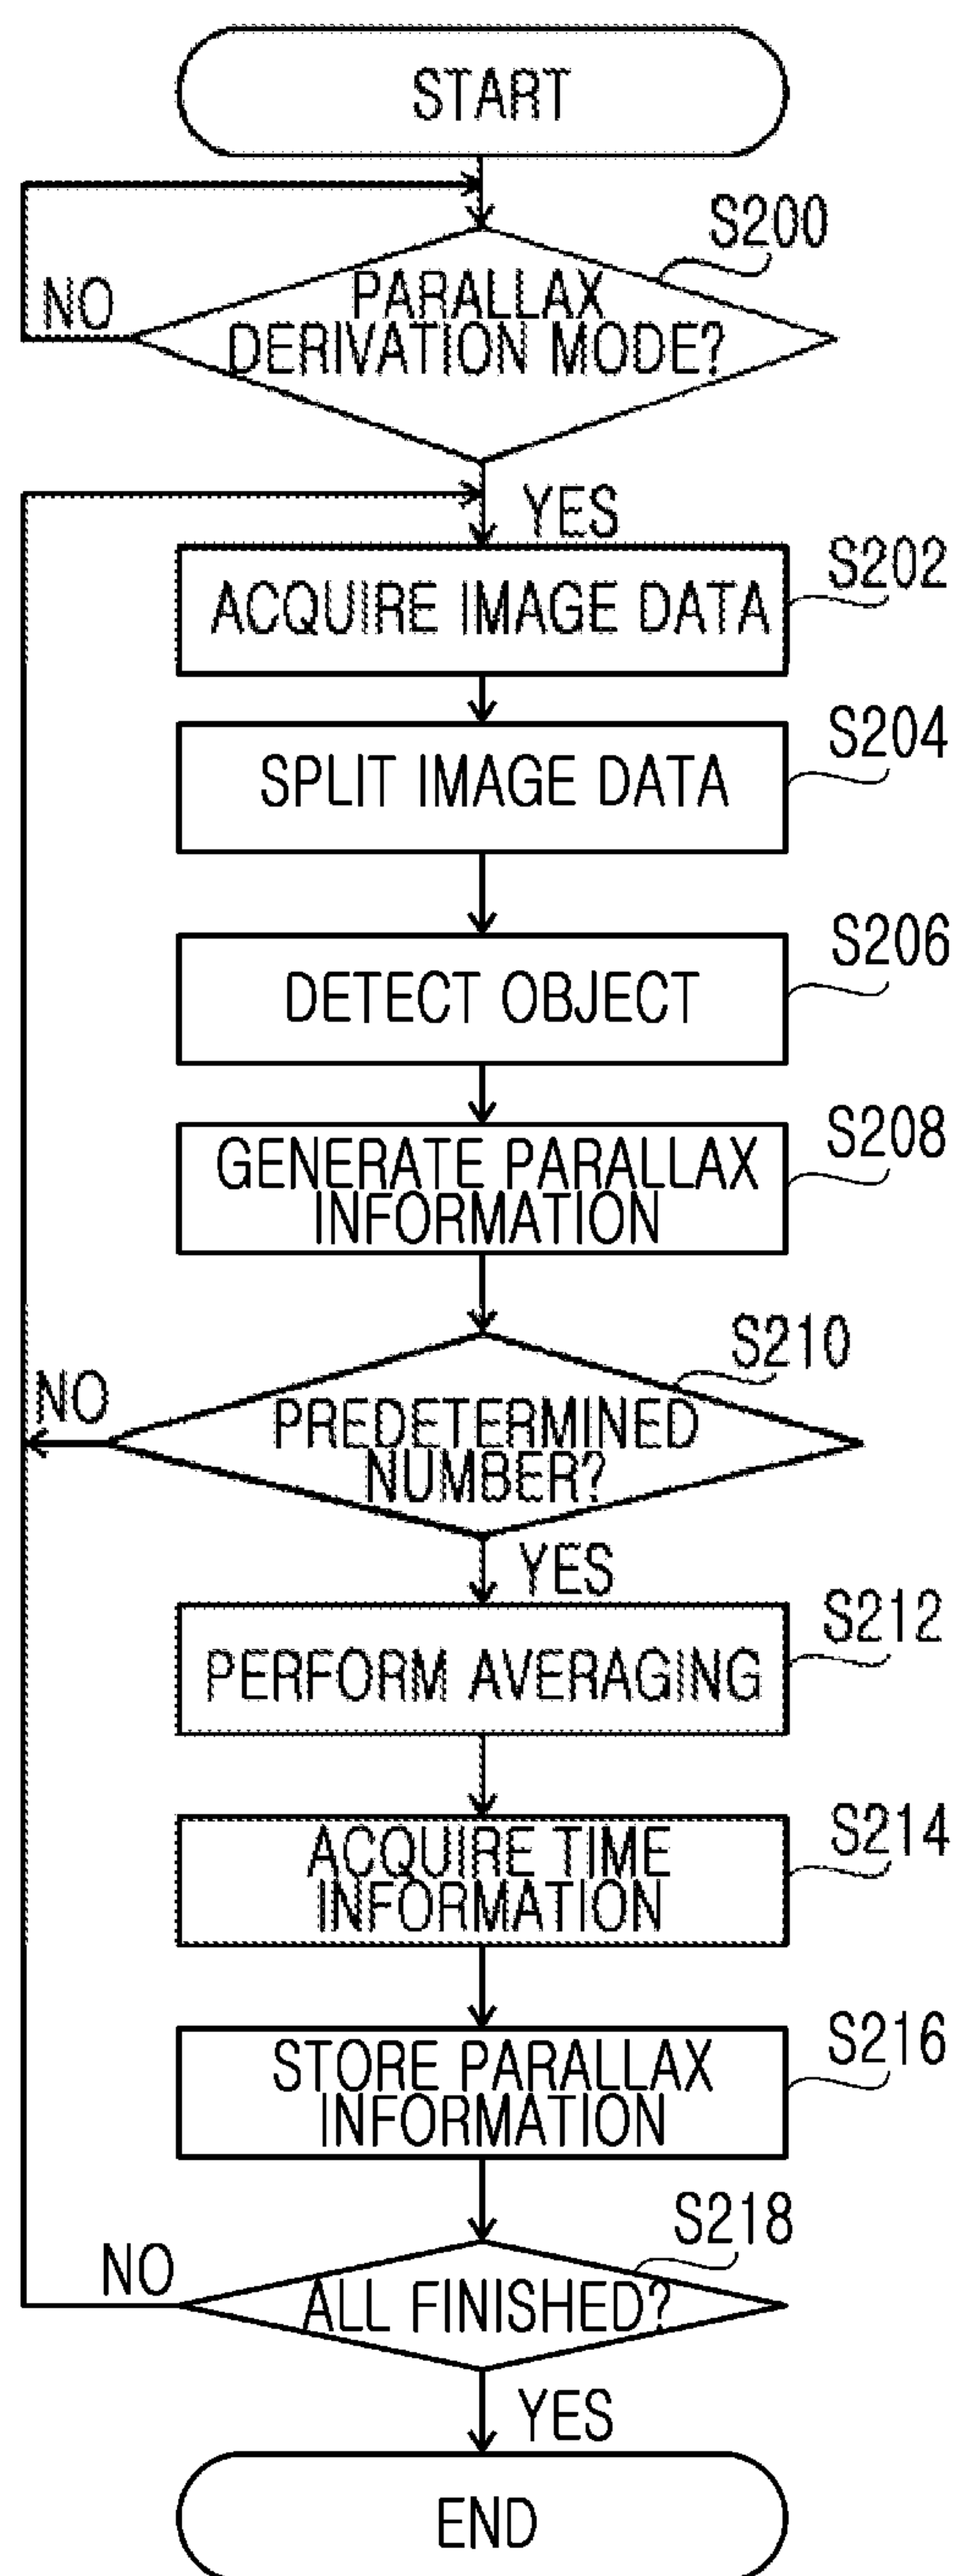 START
S200
NO
PARALLAX
DERIVATION MODE?
YES
S202
ACQUIRE IMAGE DATA
S204
SPLIT IMAGE DATA
S206
DETECT OBJECT
S208
GENERATE PARALLAX
INFORMATION
S210
NO
PREDETERMINED
NUMBER?
YES
S212
PERFORM AVERAGING
S214
ACQUIRE TIME
INFORMATION
S216
STORE PARALLAX
INFORMATION
S218
NO
ALL FINISHED?
YES
END